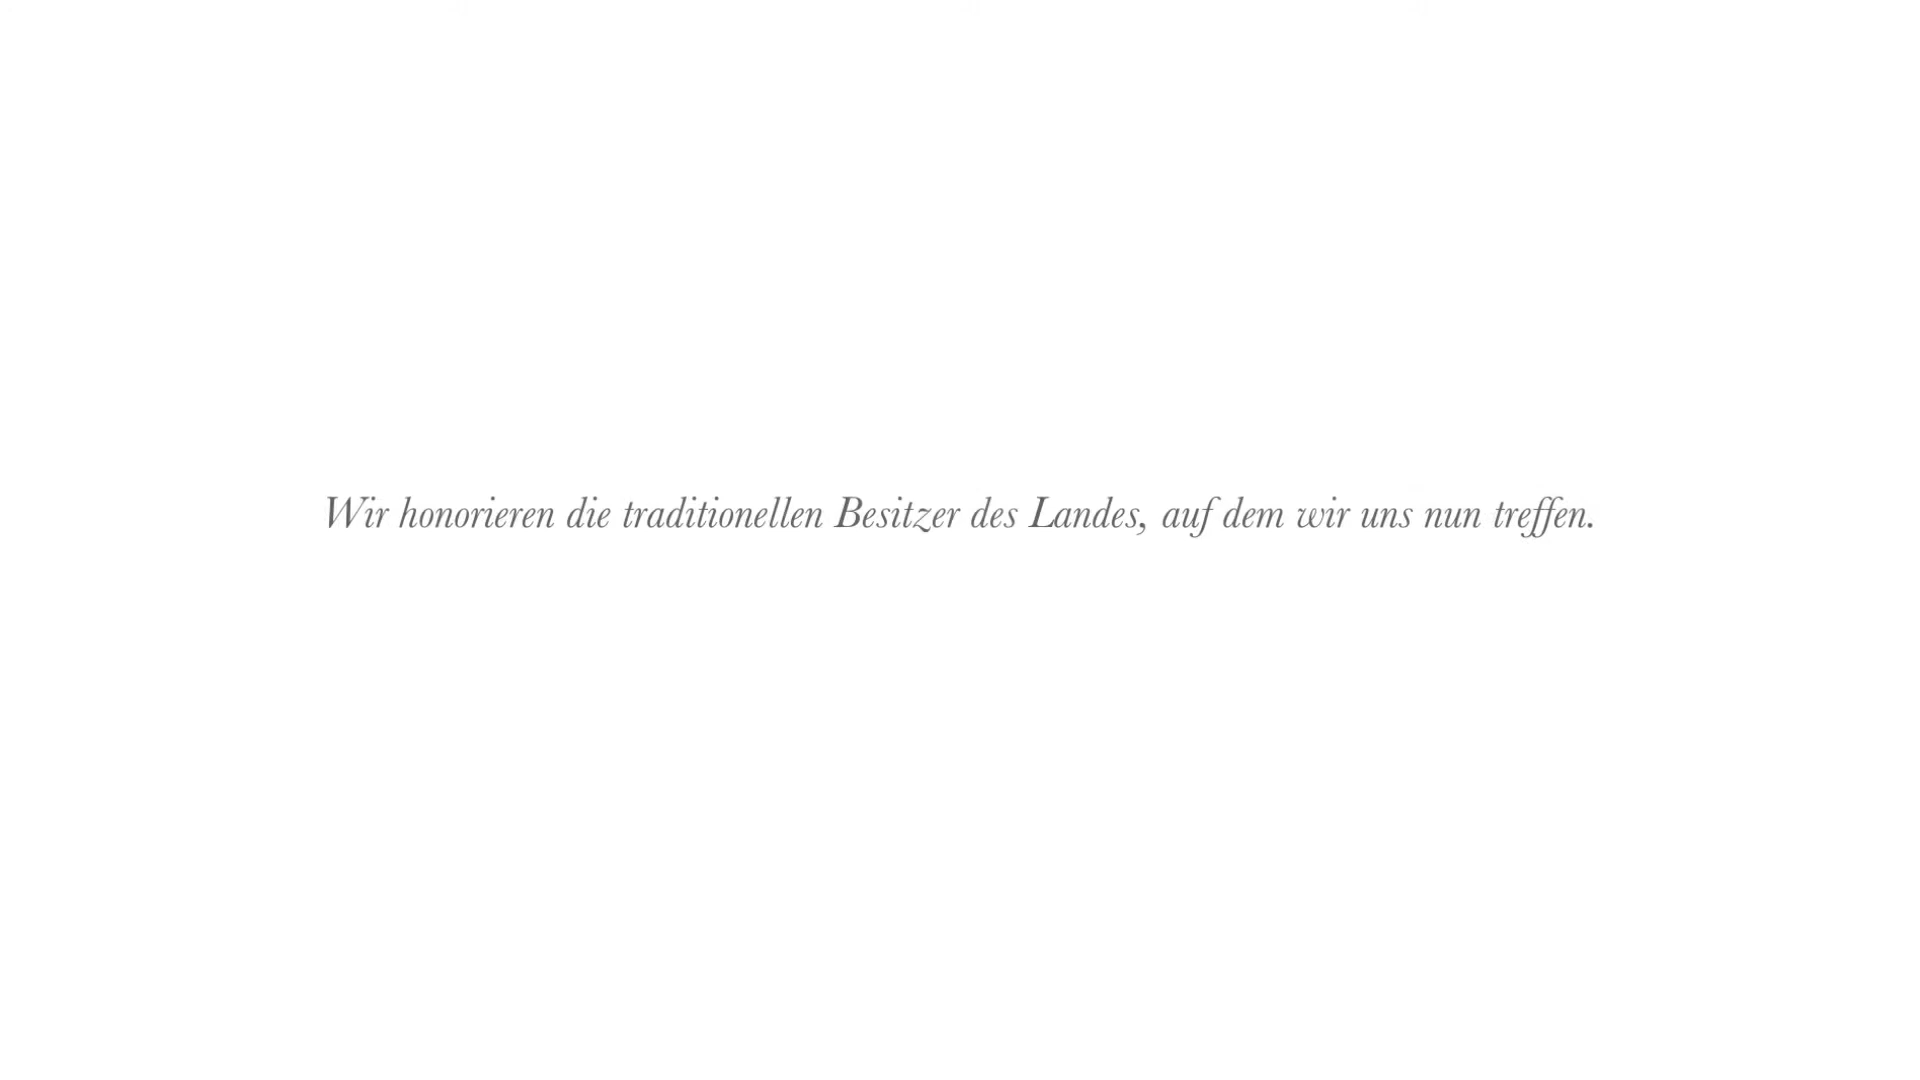 Wir honorieren die traditionellen Besitzer des Landes, auf dem wir uns nun treffen.